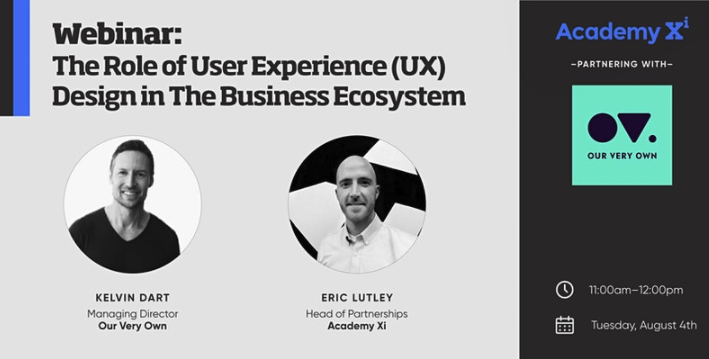 Webinar:
The Role of User Experience (UX)
Design in The Business Ecosystem
KELVIN DART
Managing Director
Our Very Own
ERIC LUTLEY
Head of Partnerships
Academy Xi
Academy Xi
–PARTNERING WITH–
OV.
OUR VERY OWN
11:00am–12:00pm
Tuesday, August 4th